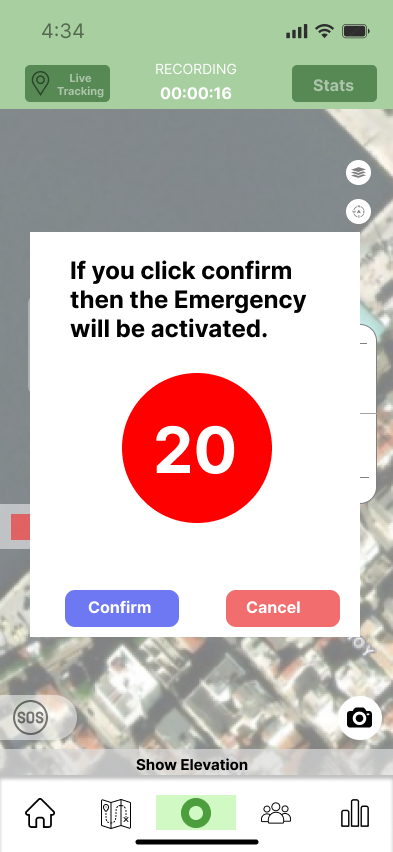 4:34
Live
Tracking
RECORDING
00:00:16
Stats
If you click confirm
then the Emergency
will be activated.
20
Confirm
Cancel
SOS
Show Elevation